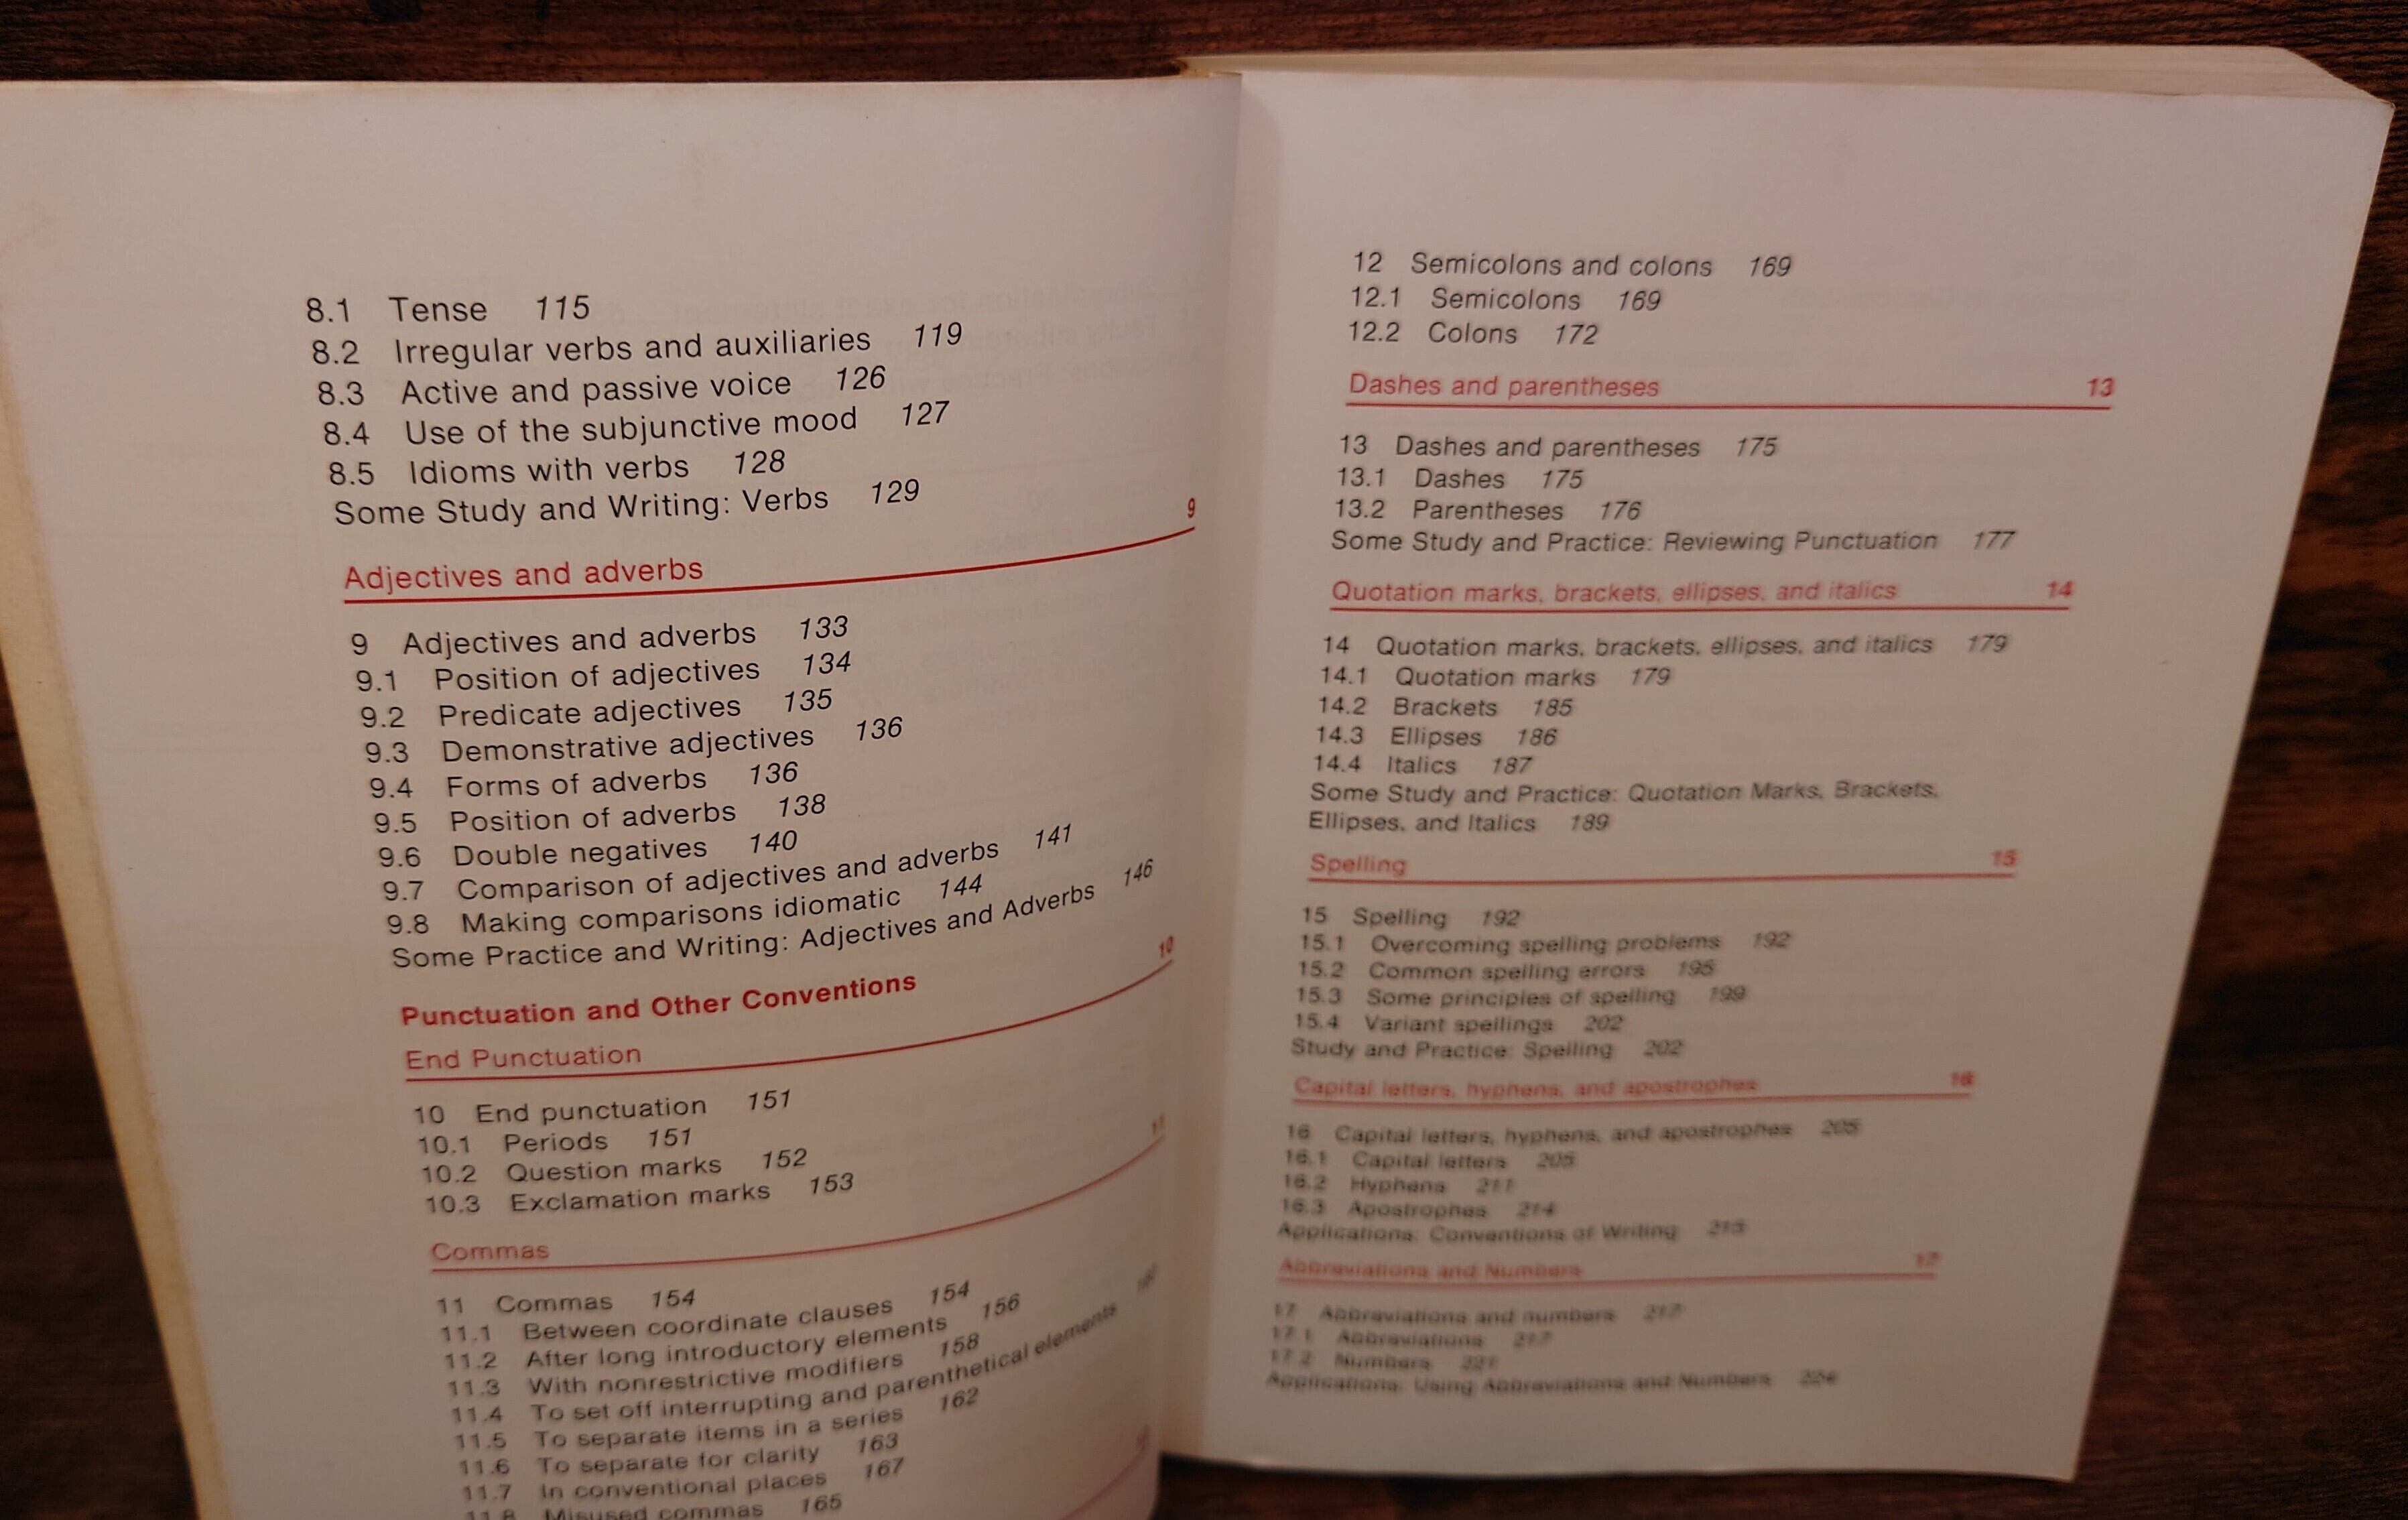 8.1 Tense 115
8.2 Irregular verbs and auxiliaries 119
8.3 Active and passive voice 126
8.4 Use of the subjunctive mood 127
8.5 Idioms with verbs 128
Some Study and Writing: Verbs 129
Adjectives and adverbs 9
9 Adjectives and adverbs 133
9.1 Position of adjectives 134
9.2 Predicate adjectives 135
9.3 Demonstrative adjectives 136
9.4 Forms of adverbs 136
9.5 Position of adverbs 138
9.6 Double negatives 140
9.7 Comparison of adjectives and adverbs 141
9.8 Making comparisons idiomatic 144
Some Practice and Writing: Adjectives and Adverbs 146
Punctuation and Other Conventions
End Punctuation 10
10 End punctuation 151
10.1 Periods 151
10.2 Question marks 152
10.3 Exclamation marks 153
Commas 11
11 Commas 154
11.1 Between coordinate clauses 154
11.2 After long introductory elements 156
11.3 With nonrestrictive modifiers 158
11.4 To set off interrupting and parenthetical elements
11.5 To separate items in a series 162
11.6 To separate for clarity 163
11.7 In conventional places 167
11.8 Misused commas 165
12 Semicolons and colons 169
12.1 Semicolons 169
12.2 Colons 172
Dashes and parentheses 13
13 Dashes and parentheses 175
13.1 Dashes 175
13.2 Parentheses 176
Some Study and Practice: Reviewing Punctuation 177
Quotation marks, brackets, ellipses, and italics 14
14 Quotation marks, brackets, ellipses, and italics 179
14.1 Quotation marks 179
14.2 Brackets 185
14.3 Ellipses 186
14.4 Italics 187
Some Study and Practice: Quotation Marks, Brackets,
Ellipses, and Italics 189
Spelling 15
15 Spelling 192
15.1 Overcoming spelling problems 192
15.2 Common spelling errors 195
15.3 Some principles of spelling 199
15.4 Variant spellings 202
Study and Practice: Spelling 202
Capital letters, hyphens, and apostrophes 16
16 Capital letters, hyphens, and apostrophes 205
16.1 Capital letters 205
16.2 Hyphens 211
16.3 Apostrophes 214
Applications: Conventions of Writing 215
Abbreviations and Numbers 17
17 Abbreviations and numbers 217
17.1 Abbreviations 217
17.2 Numbers 221
Applications: Using Abbreviations and Numbers